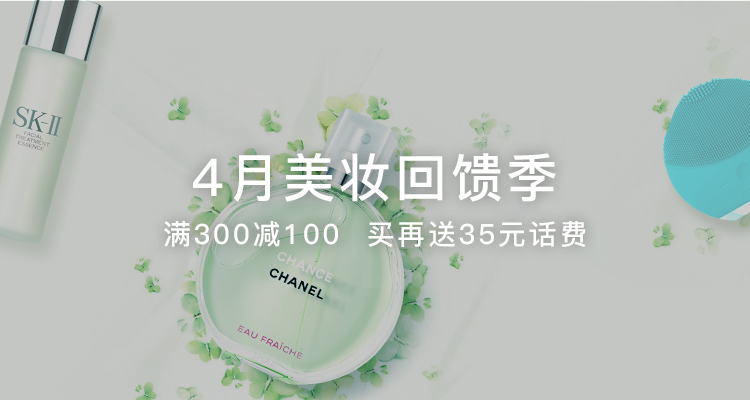 SK-II
FACIAL
TREATMENT
ESSENCE
4月美妆回馈季
满300减100 买再送35元话费
CHANCE
CHANEL
EAU FRAÎCHE